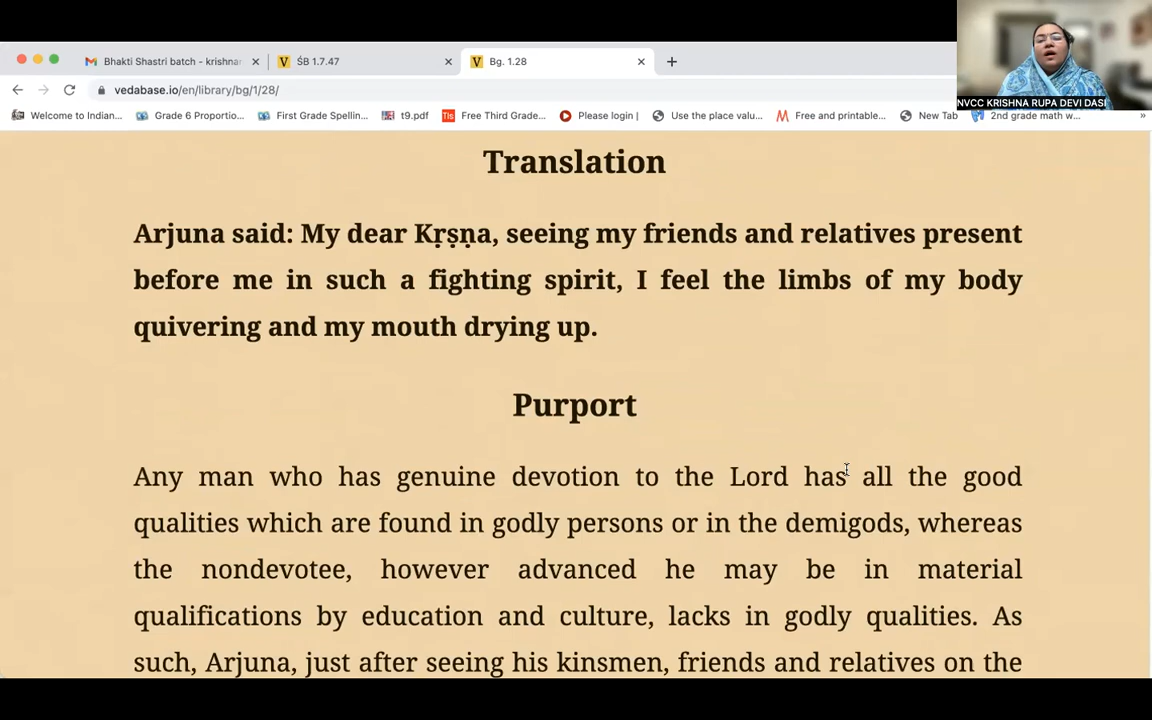 Bhakti Shastri batch - krishna
ŚB 1.7.47
Bg. 1.28
vedabase.io/en/library/bg/1/28/
Welcome to Indian...
Grade 6 Proportio...
First Grade Spellin...
t9.pdf
Free Third Grade...
Please login |
Use the place valu...
Free and printable...
New Tab
2nd grade math w...
NVCC KRISHNA RUPA DEVI DASI
Translation
Arjuna said: My dear Kṛṣṇa, seeing my friends and relatives present
before me in such a fighting spirit, I feel the limbs of my body
quivering and my mouth drying up.
Purport
Any man who has genuine devotion to the Lord has all the good
qualities which are found in godly persons or in the demigods, whereas
the nondevotee, however advanced he may be in material
qualifications by education and culture, lacks in godly qualities. As
such, Arjuna, just after seeing his kinsmen, friends and relatives on the